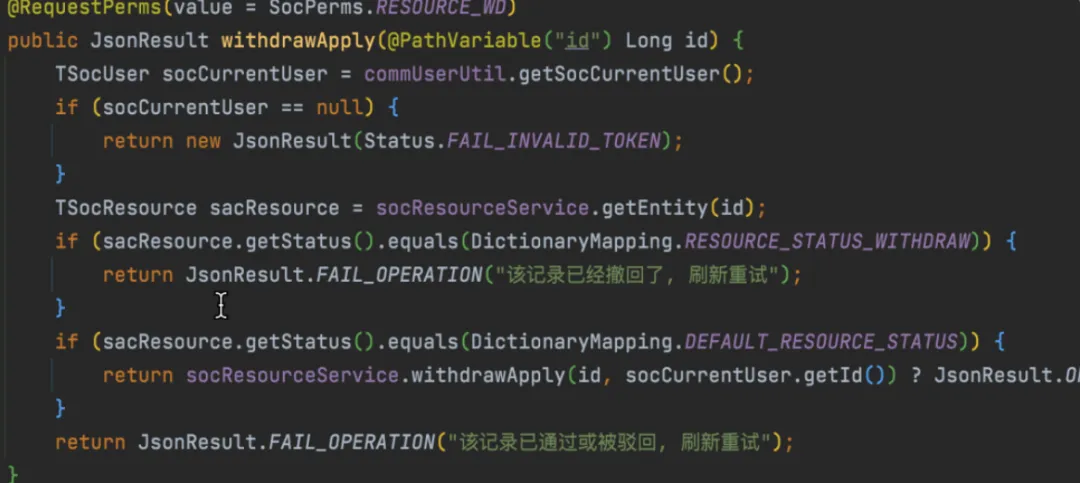 @RequestPerms(value = SocPerms.RESOURCE_WD)
public JsonResult withdrawApply(@PathVariable("id") Long id) {
    TSocUser socCurrentUser = commUserUtil.getSocCurrentUser();
    if (socCurrentUser == null) {
        return new JsonResult(Status.FAIL_INVALID_TOKEN);
    }
    TSocResource sacResource = socResourceService.getEntity(id);
    if (sacResource.getStatus().equals(DictionaryMapping.RESOURCE_STATUS_WITHDRAW)) {
        return JsonResult.FAIL_OPERATION("该记录已经撤回了, 刷新重试");
    }
    if (sacResource.getStatus().equals(DictionaryMapping.DEFAULT_RESOURCE_STATUS)) {
        return socResourceService.withdrawApply(id, socCurrentUser.getId()) ? JsonResult.
    }
    return JsonResult.FAIL_OPERATION("该记录已通过或被驳回, 刷新重试");
}